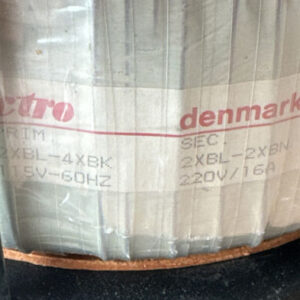 ctro denmark
PRIM. SEC.
2XBL-4XBK 2XBL-2XBN
115V-60HZ 220V/16A